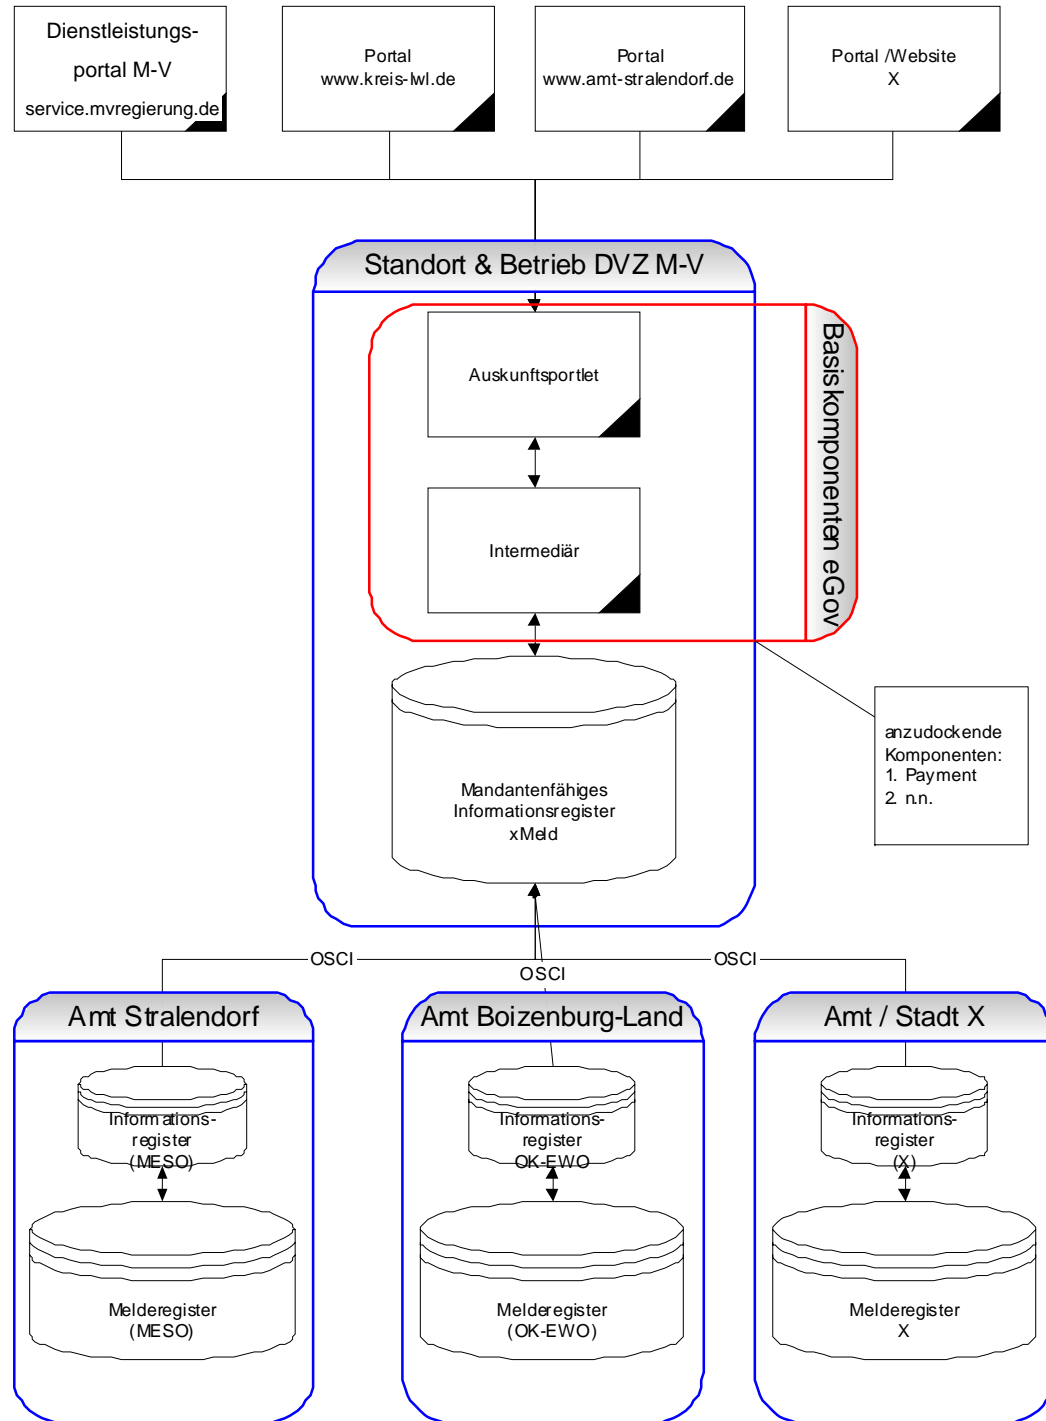 Dienstleistungs-
portal M-V
service.mvregierung.de
Portal
www.kreis-lwl.de
Portal
www.amt-stralendorf.de
Portal /Website
X
Standort & Betrieb DVZ M-V
Basiskomponenten eGov
Auskunftsportlet
Intermediär
anzudockende
Komponenten:
1. Payment
2. n.n.
Mandantenfähiges
Informationsregister
xMeld
OSCI
OSCI
OSCI
Amt Stralendorf
Amt Boizenburg-Land
Amt / Stadt X
Informations-
register
(MESO)
Informations-
register
OK-EWO
Informations-
register
(X)
Melderegister
(MESO)
Melderegister
(OK-EWO)
Melderegister
X